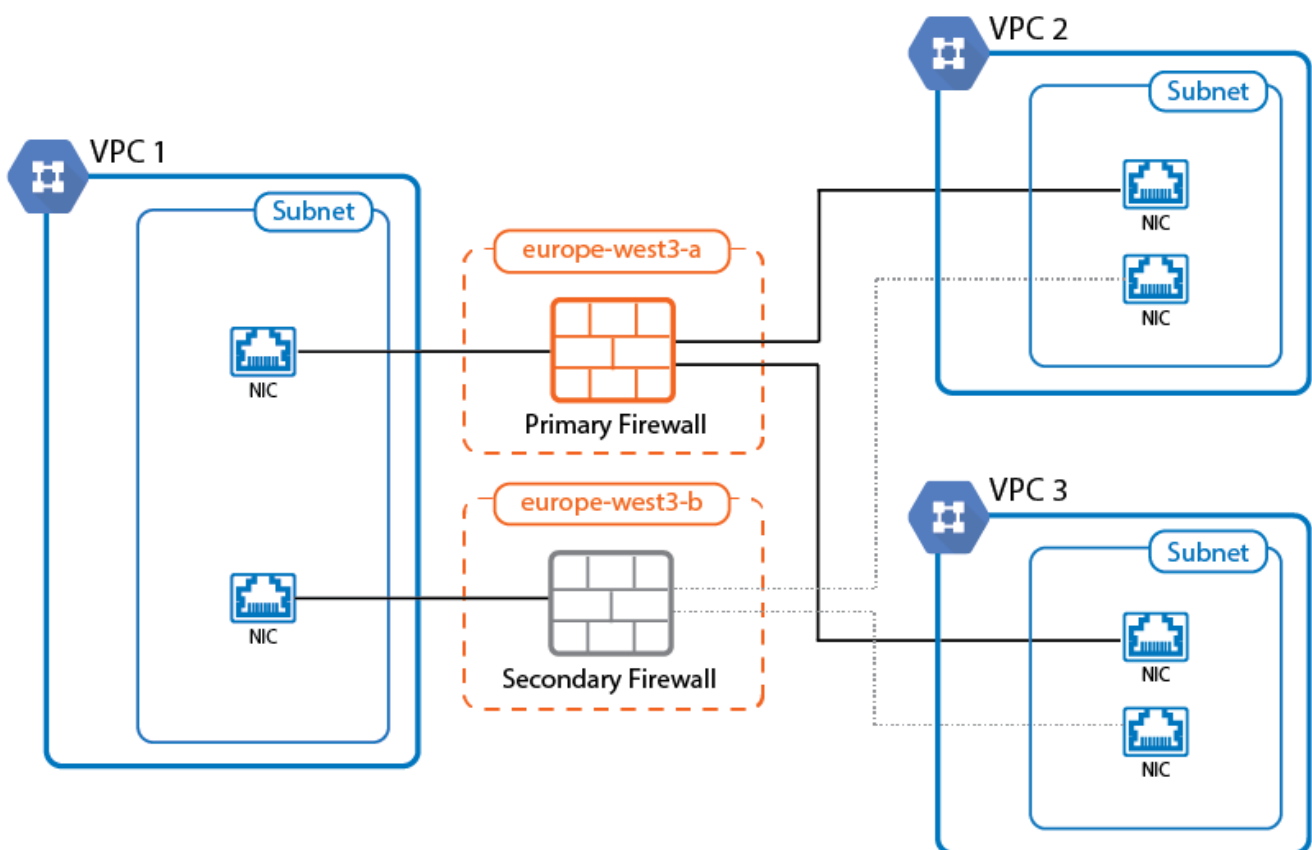 VPC 1
Subnet
NIC
NIC
europe-west3-a
Primary Firewall
europe-west3-b
Secondary Firewall
VPC 2
Subnet
NIC
NIC
VPC 3
Subnet
NIC
NIC